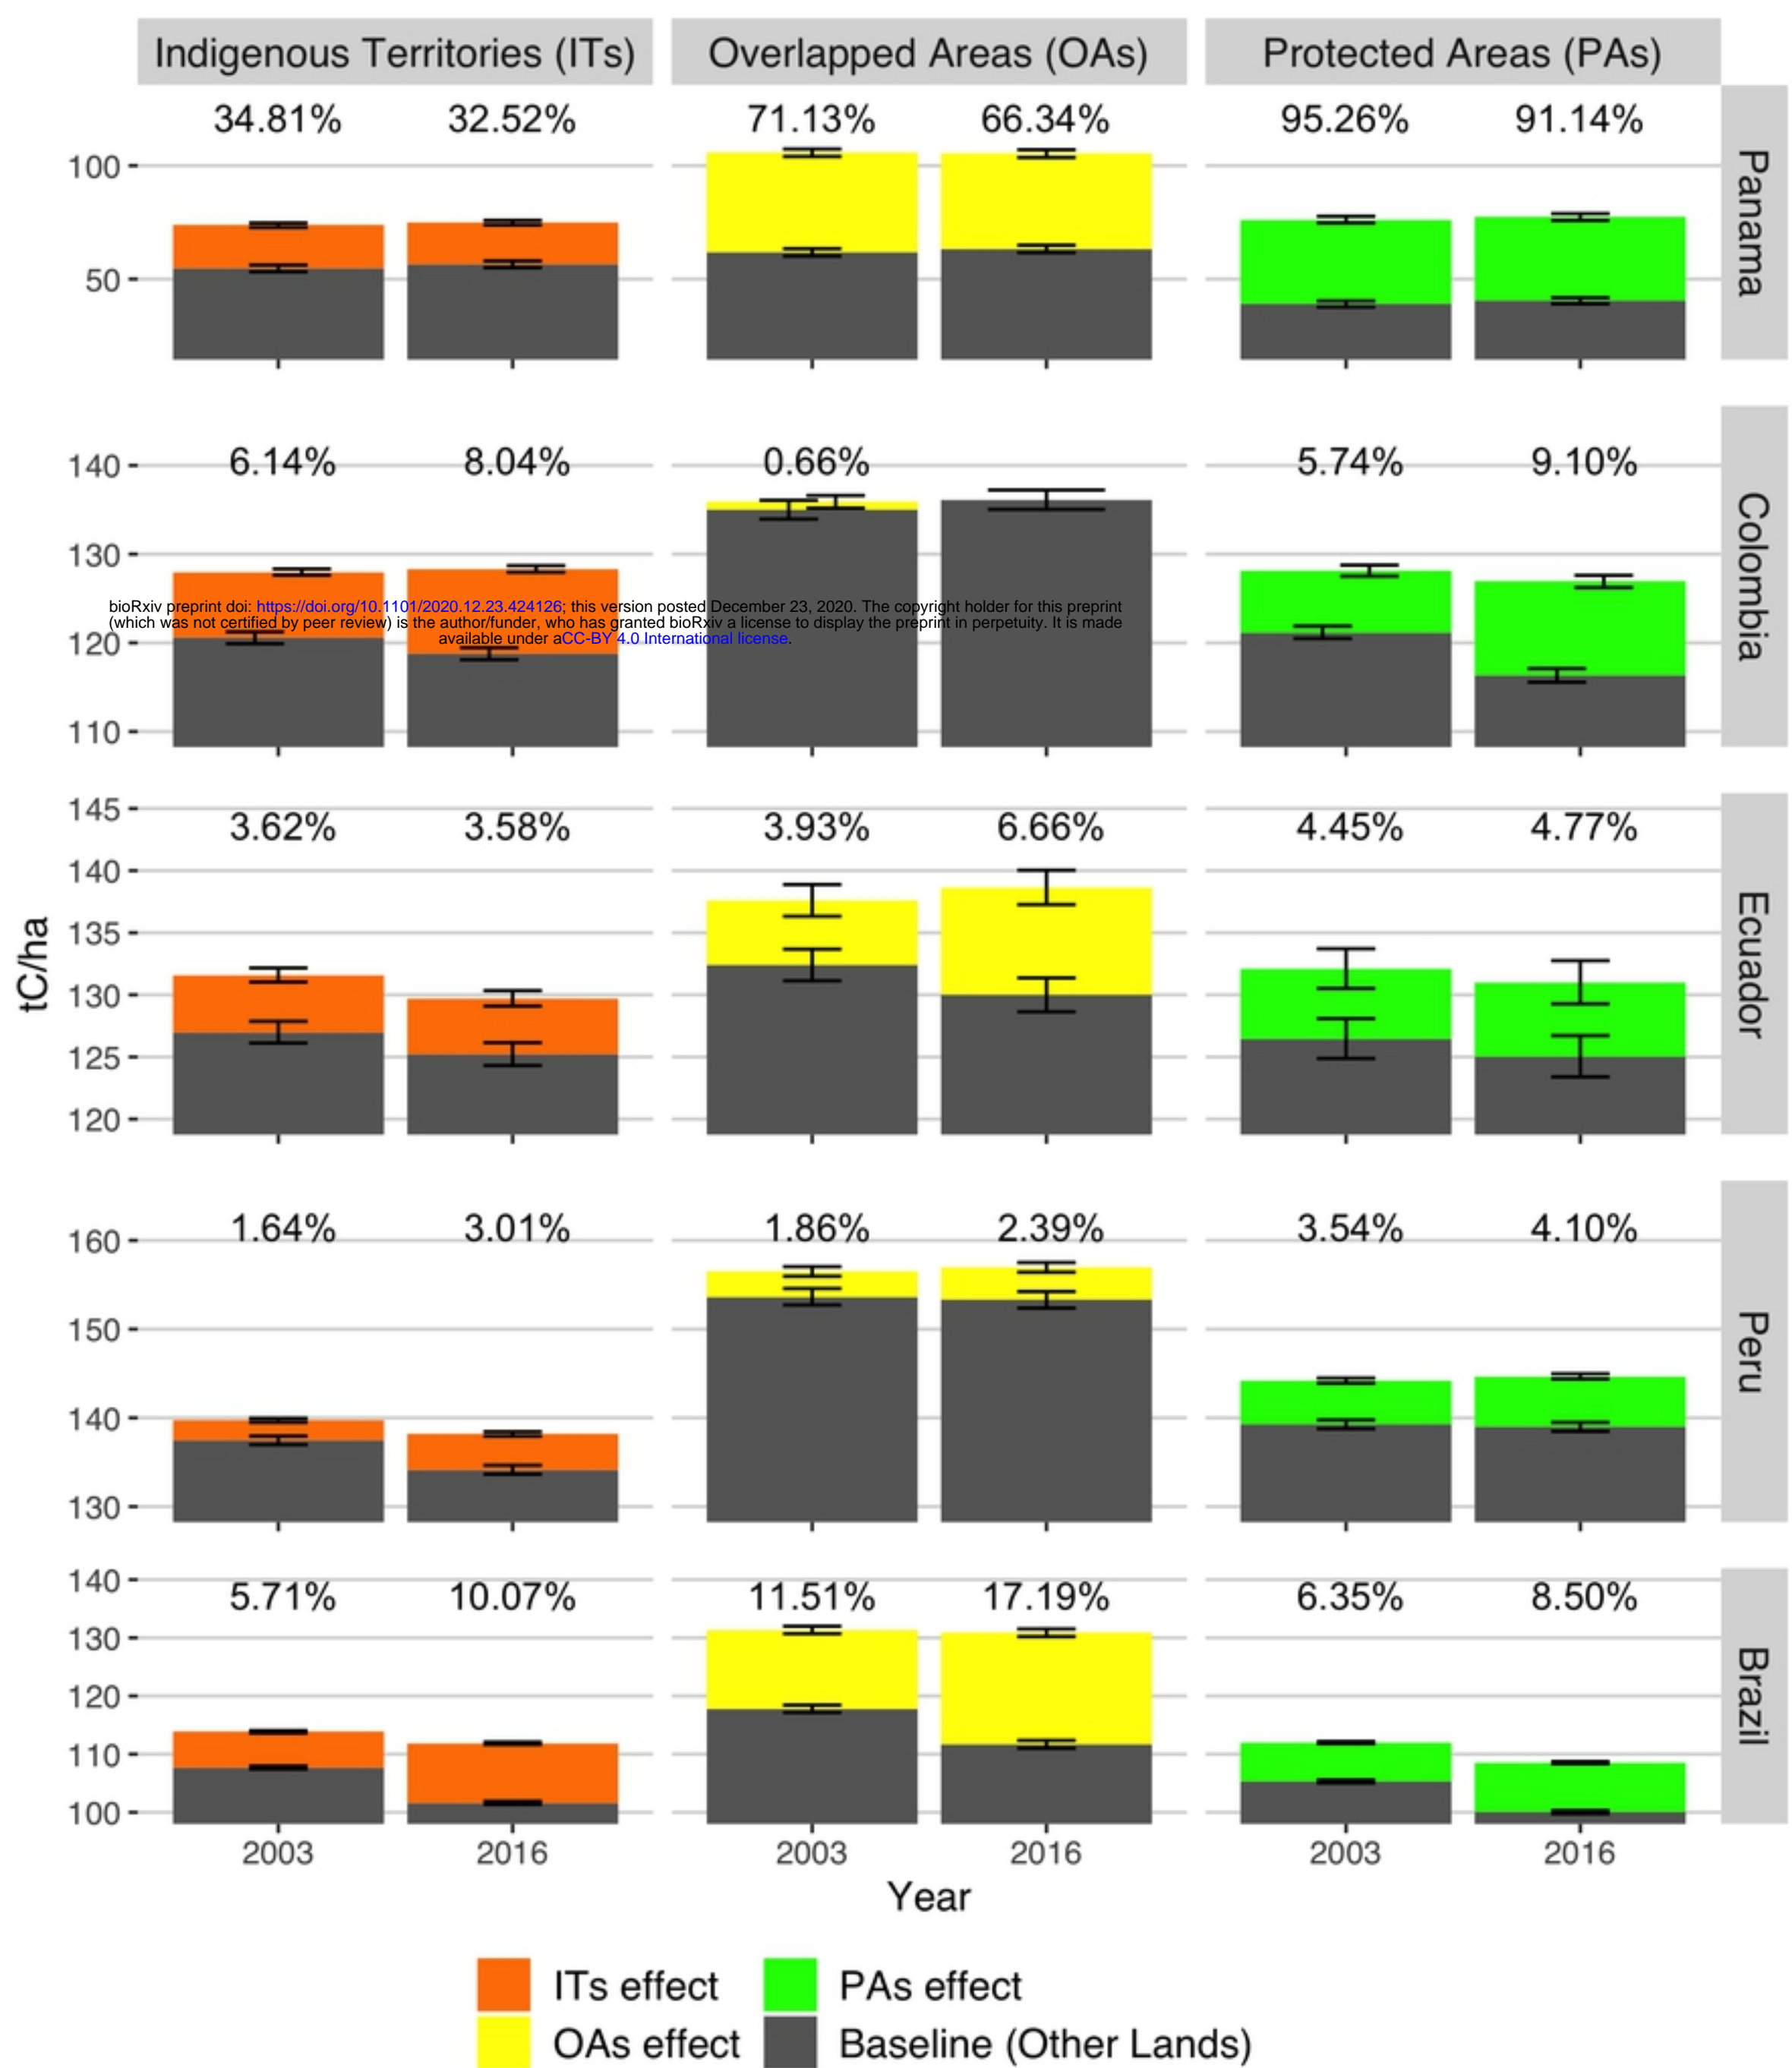 Indigenous Territories (ITs) Overlapped Areas (OAs) Protected Areas (PAs)
34.81% 32.52% 71.13% 66.34% 95.26% 91.14%
100
50
Panama
140
6.14% 8.04% 0.66% 5.74% 9.10%
130
120
110
Colombia
bioRxiv preprint doi: https://doi.org/10.1101/2020.12.23.424126; this version posted December 23, 2020. The copyright holder for this preprint
(which was not certified by peer review) is the author/funder, who has granted bioRxiv a license to display the preprint in perpetuity. It is made
available under aCC-BY 4.0 International license.
145
3.62% 3.58% 3.93% 6.66% 4.45% 4.77%
140
135
130
125
120
Ecuador
tC/ha
160
1.64% 3.01% 1.86% 2.39% 3.54% 4.10%
150
140
130
Peru
140
5.71% 10.07% 11.51% 17.19% 6.35% 8.50%
130
120
110
100
Brazil
2003 2016 2003 2016 2003 2016
Year
ITs effect PAs effect
OAs effect Baseline (Other Lands)